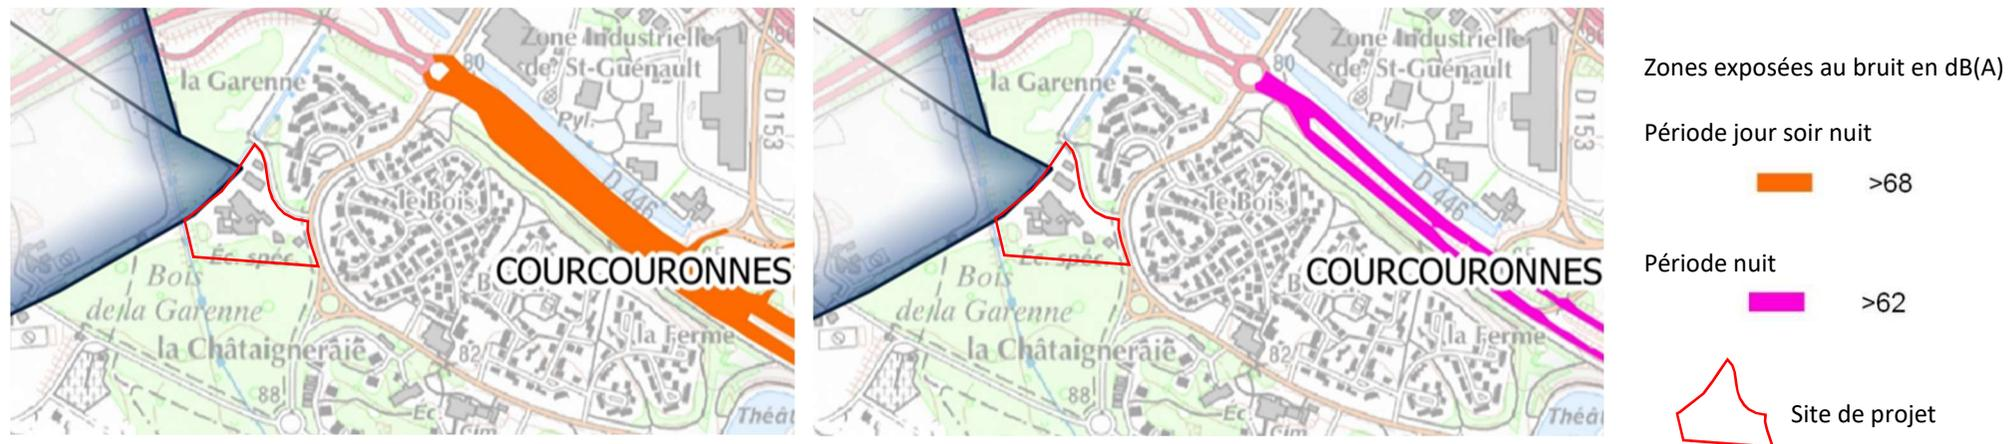 Zone Industrielle
de St-Guénault
80
la Garenne
Pyl.
D 153
D 446
le Bois
Éc. spéc.
COURCOURONNES
Bois
de la Garenne
la Ferme
la Châtaigneraie
82
88
Éc.
Gim.
Théât
Zone Industrielle
de St-Guénault
80
la Garenne
Pyl.
D 153
D 446
le Bois
Éc. spéc.
COURCOURONNES
Bois
de la Garenne
la Ferme
la Châtaigneraie
82
88
Éc.
Gim.
Théât
Zones exposées au bruit en dB(A)
Période jour soir nuit
>68
Période nuit
>62
Site de projet